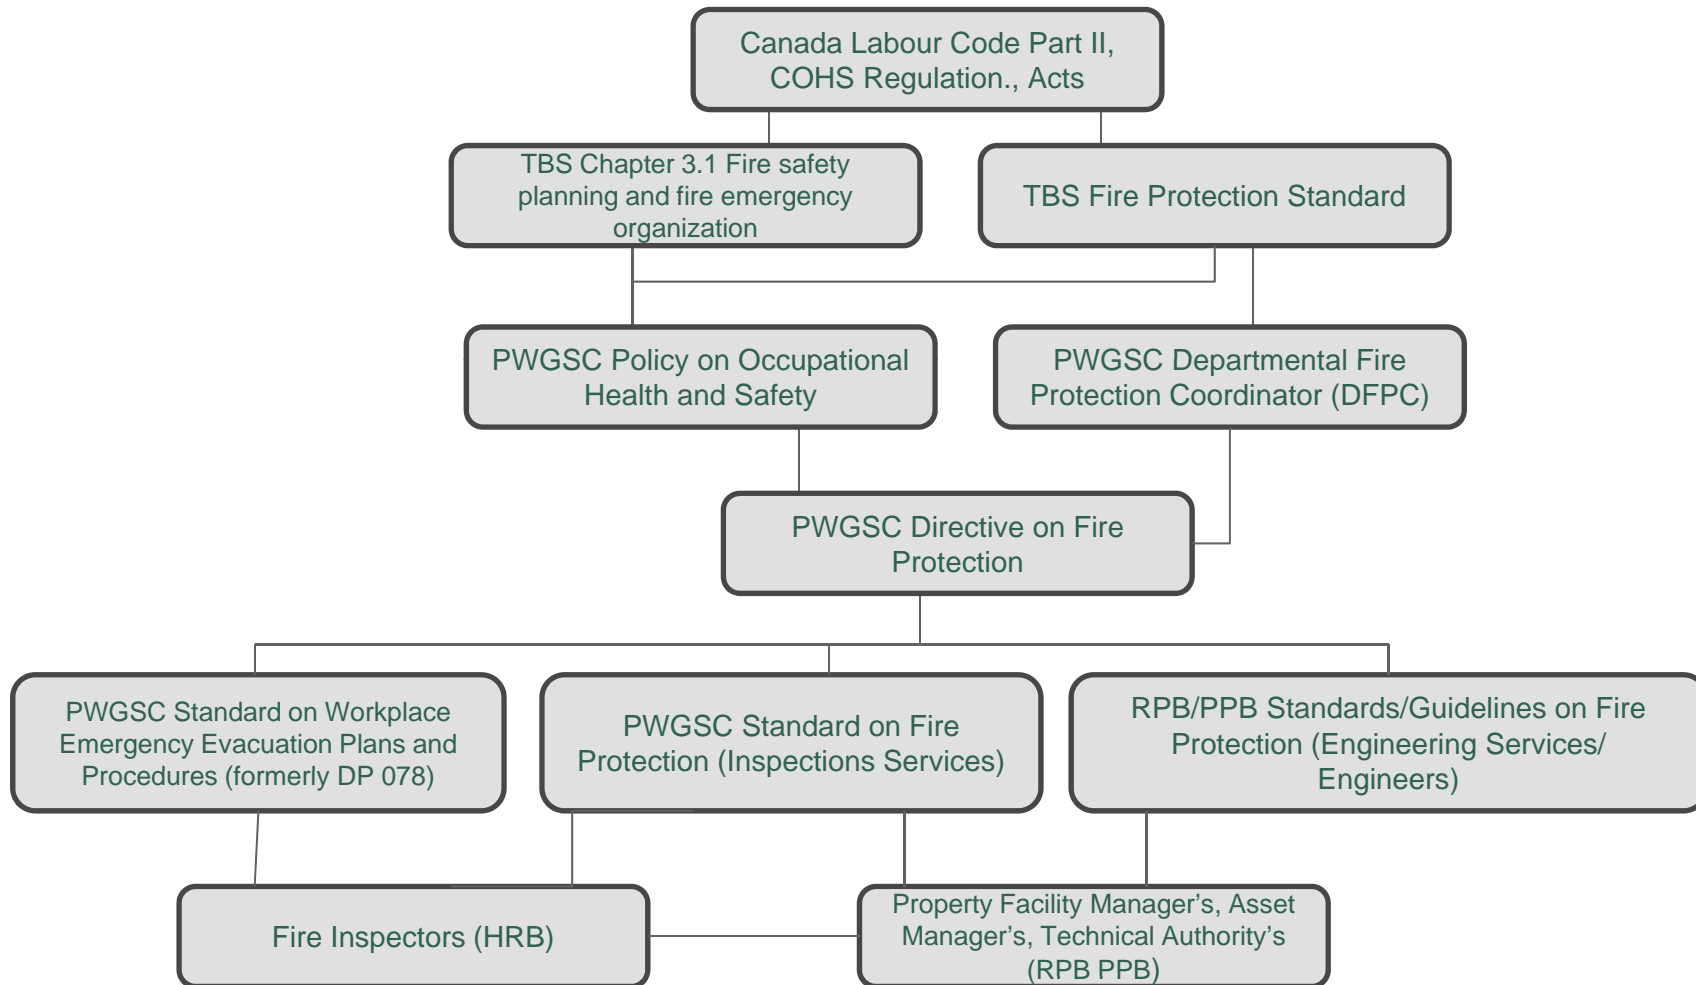 Canada Labour Code Part II,
COHS Regulation., Acts
TBS Chapter 3.1 Fire safety
planning and fire emergency
organization
TBS Fire Protection Standard
PWGSC Policy on Occupational
Health and Safety
PWGSC Departmental Fire
Protection Coordinator (DFPC)
PWGSC Directive on Fire
Protection
PWGSC Standard on Workplace
Emergency Evacuation Plans and
Procedures (formerly DP 078)
PWGSC Standard on Fire
Protection (Inspections Services)
RPB/PPB Standards/Guidelines on Fire
Protection (Engineering Services/
Engineers)
Fire Inspectors (HRB)
Property Facility Manager’s, Asset
Manager’s, Technical Authority’s
(RPB PPB)